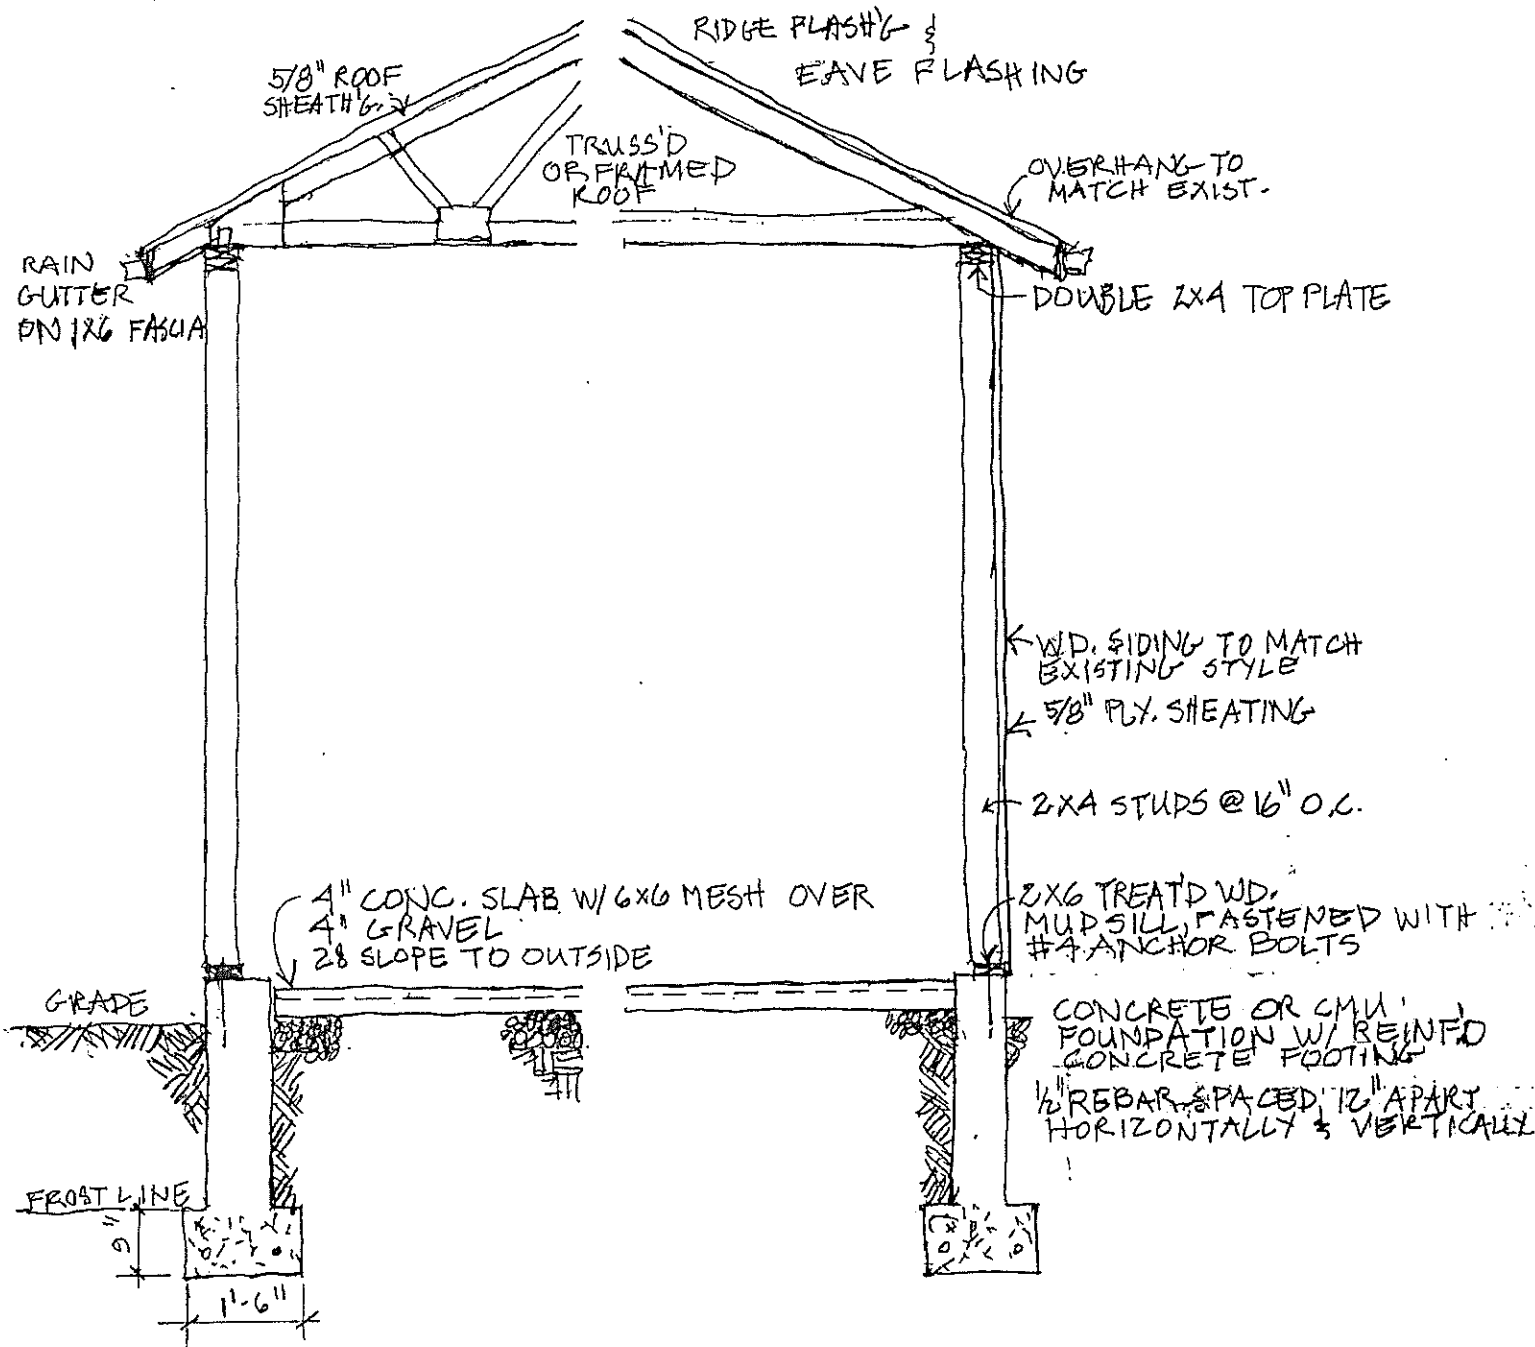 RIDGE FLASH'G &
EAVE FLASHING
5/8" ROOF
SHEATH'G.
TRUSS'D
OR FRAMED
ROOF
OVERHANG TO
MATCH EXIST.
RAIN
GUTTER
ON 1X6 FASCIA
DOUBLE 2X4 TOP PLATE
WD. SIDING TO MATCH
EXISTING STYLE
5/8" PLY. SHEATING
2X4 STUDS @ 16" O.C.
4" CONC. SLAB W/ 6X6 MESH OVER
4" GRAVEL
SLOPE TO OUTSIDE
2X6 TREAT'D WD.
MUDSILL, FASTENED WITH
#4 ANCHOR BOLTS
GRADE
CONCRETE OR CMU
FOUNDATION W/ REINF'D
CONCRETE FOOTING
1/2" REBAR SPACED 12" APART
HORIZONTALLY & VERTICALLY
FROST LINE
9"
1'-6"